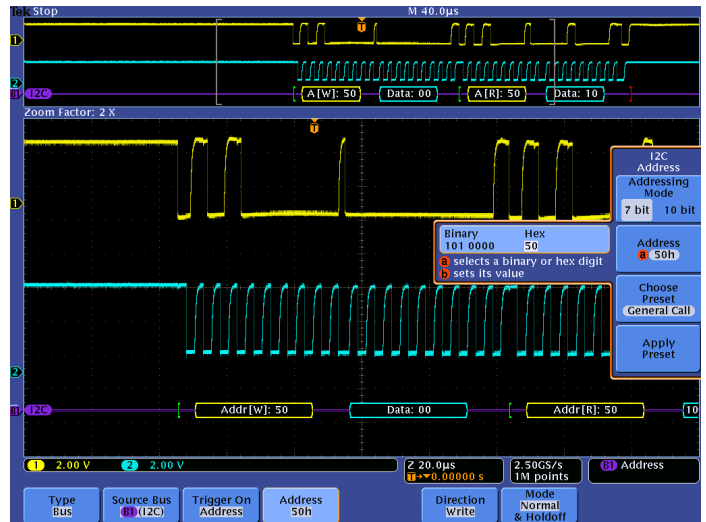 Tek Stop
M 40.0µs
T
1
2
B1 I2C
A[W]: 50
Data: 00
A[R]: 50
Data: 10
Zoom Factor: 2 X
T
1
I2C
Address
Addressing
Mode
7 bit 10 bit
Binary Hex
101 0000 50
a selects a binary or hex digit
b sets its value
Address
a 50h
Choose
Preset
General Call
Apply
Preset
2
B1 I2C
Addr[W]: 50
Data: 00
Addr[R]: 50
10
1 2.00 V
2 2.00 V
Z 20.0µs
T→▼0.00000 s
2.50GS/s
1M points
B1 Address
Type
Bus
Source Bus
B1 (I2C)
Trigger On
Address
Address
50h
Direction
Write
Mode
Normal
& Holdoff